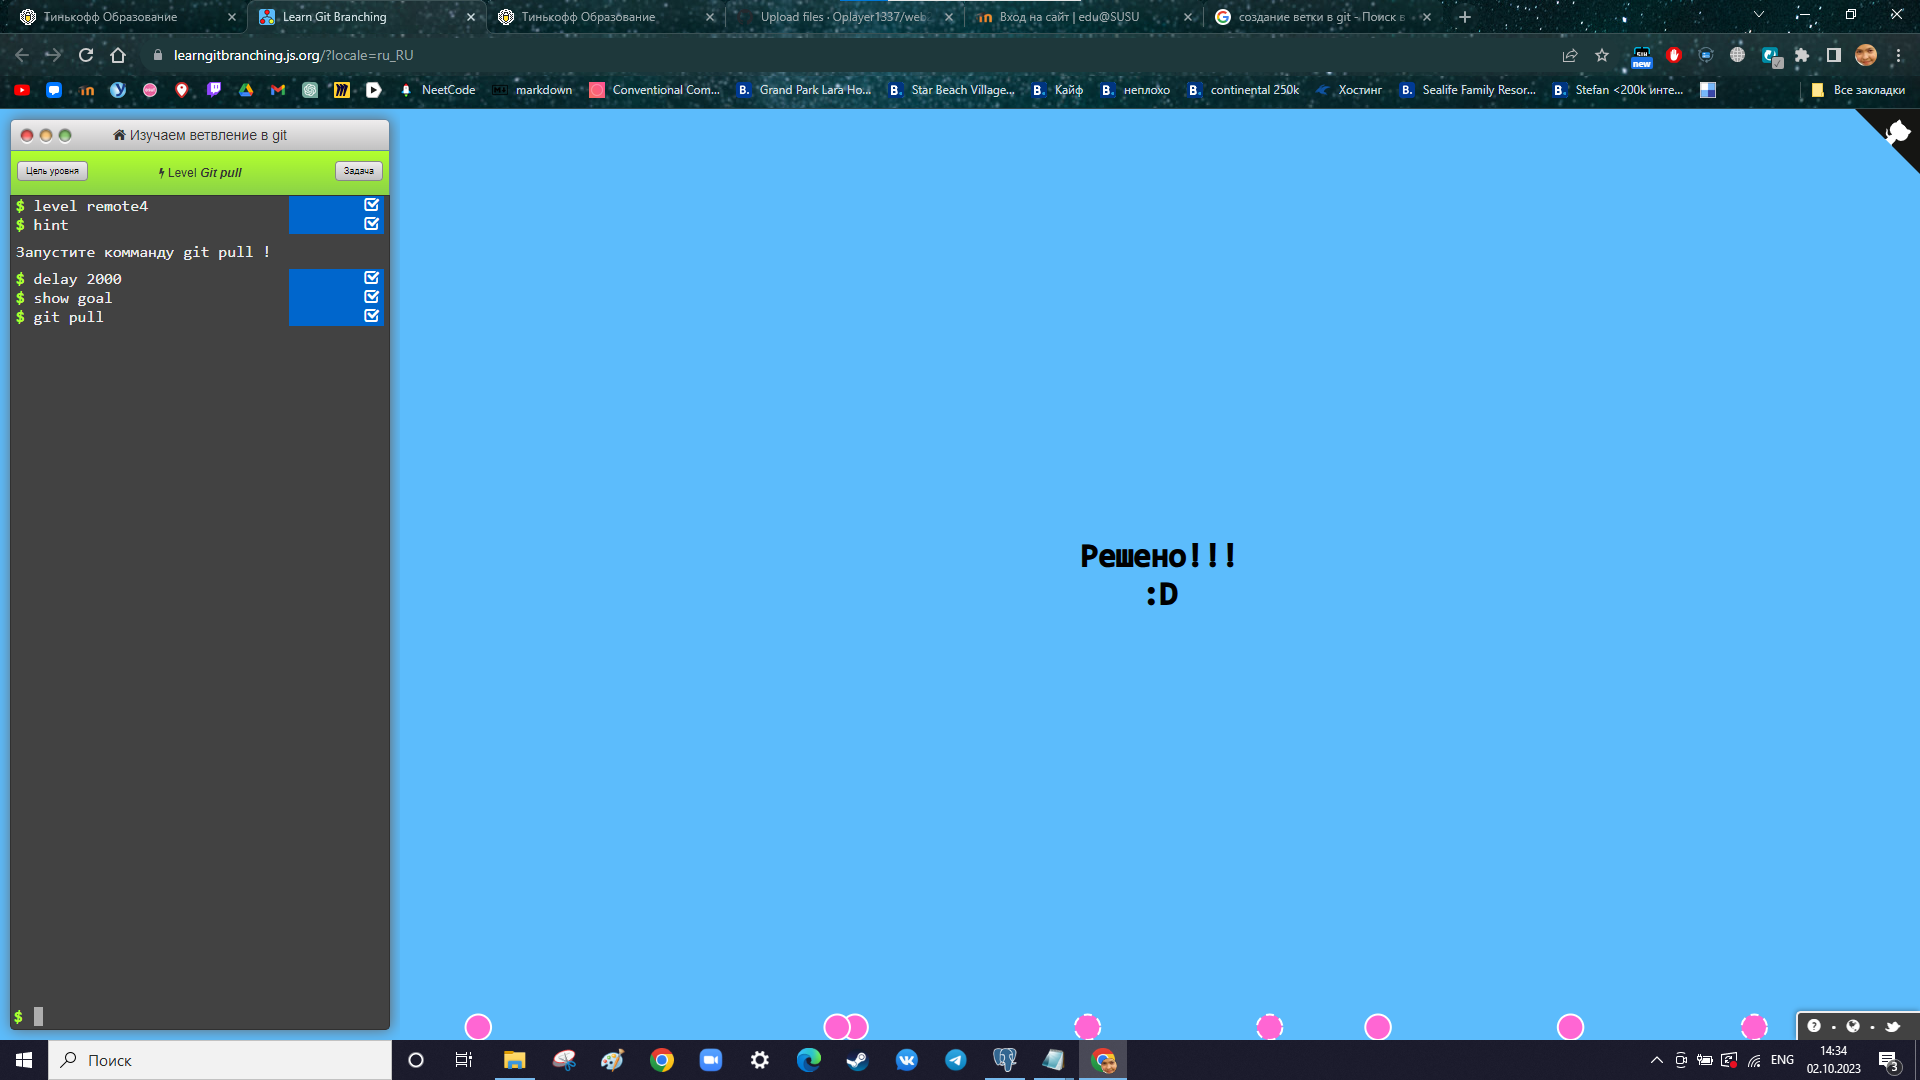 Тинькофф Образование
Learn Git Branching
Тинькофф Образование
Upload files · Oplayer1337/web
Вход на сайт | edu@SUSU
создание ветки в git - Поиск в
learngitbranching.js.org/?locale=ru_RU
new
NeetCode
markdown
Conventional Com...
Grand Park Lara Ho...
Star Beach Village...
Кайф
неплохо
continental 250k
Хостинг
Sealife Family Resor...
Stefan <200k инте...
Все закладки
Изучаем ветвление в git
Цель уровня
Level Git pull
Задача
$ level remote4
$ hint
Запустите комманду git pull !
$ delay 2000
$ show goal
$ git pull
Решено!!!
:D
$
Поиск
ENG
14:34
02.10.2023
3